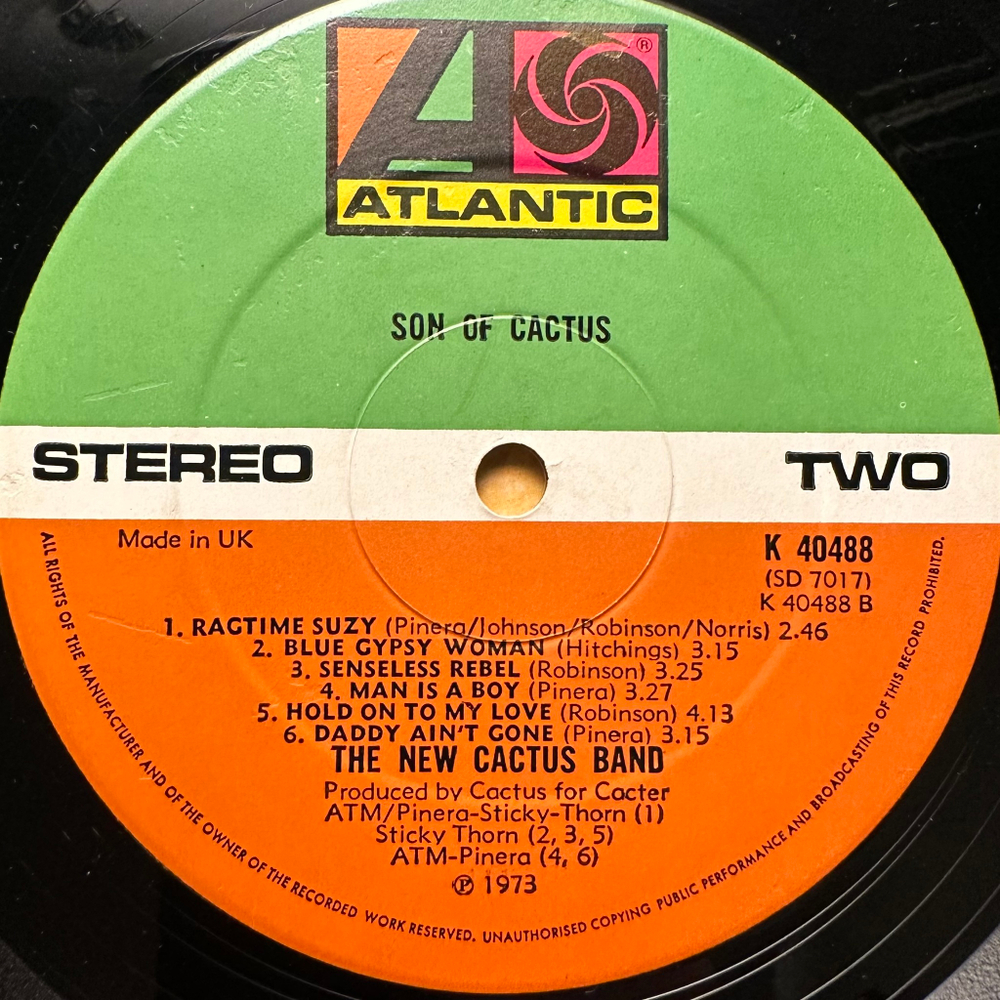 A
®
ATLANTIC
SON OF CACTUS
STEREO
TWO
Made in UK
K 40488
(SD 7017)
K 40488 B
1. RAGTIME SUZY (Pinera/Johnson/Robinson/Norris) 2.46
2. BLUE GYPSY WOMAN (Hitchings) 3.15
3. SENSELESS REBEL (Robinson) 3.25
4. MAN IS A BOY (Pinera) 3.27
5. HOLD ON TO MY LOVE (Robinson) 4.13
6. DADDY AIN'T GONE (Pinera) 3.15
THE NEW CACTUS BAND
Produced by Cactus for Cacter
ATM/Pinera-Sticky-Thorn (1)
Sticky Thorn (2, 3, 5)
ATM-Pinera (4, 6)
℗ 1973
ALL RIGHTS OF THE MANUFACTURER AND OF THE OWNER OF THE RECORDED WORK RESERVED. UNAUTHORISED COPYING PUBLIC PERFORMANCE AND BROADCASTING OF THIS RECORD PROHIBITED.